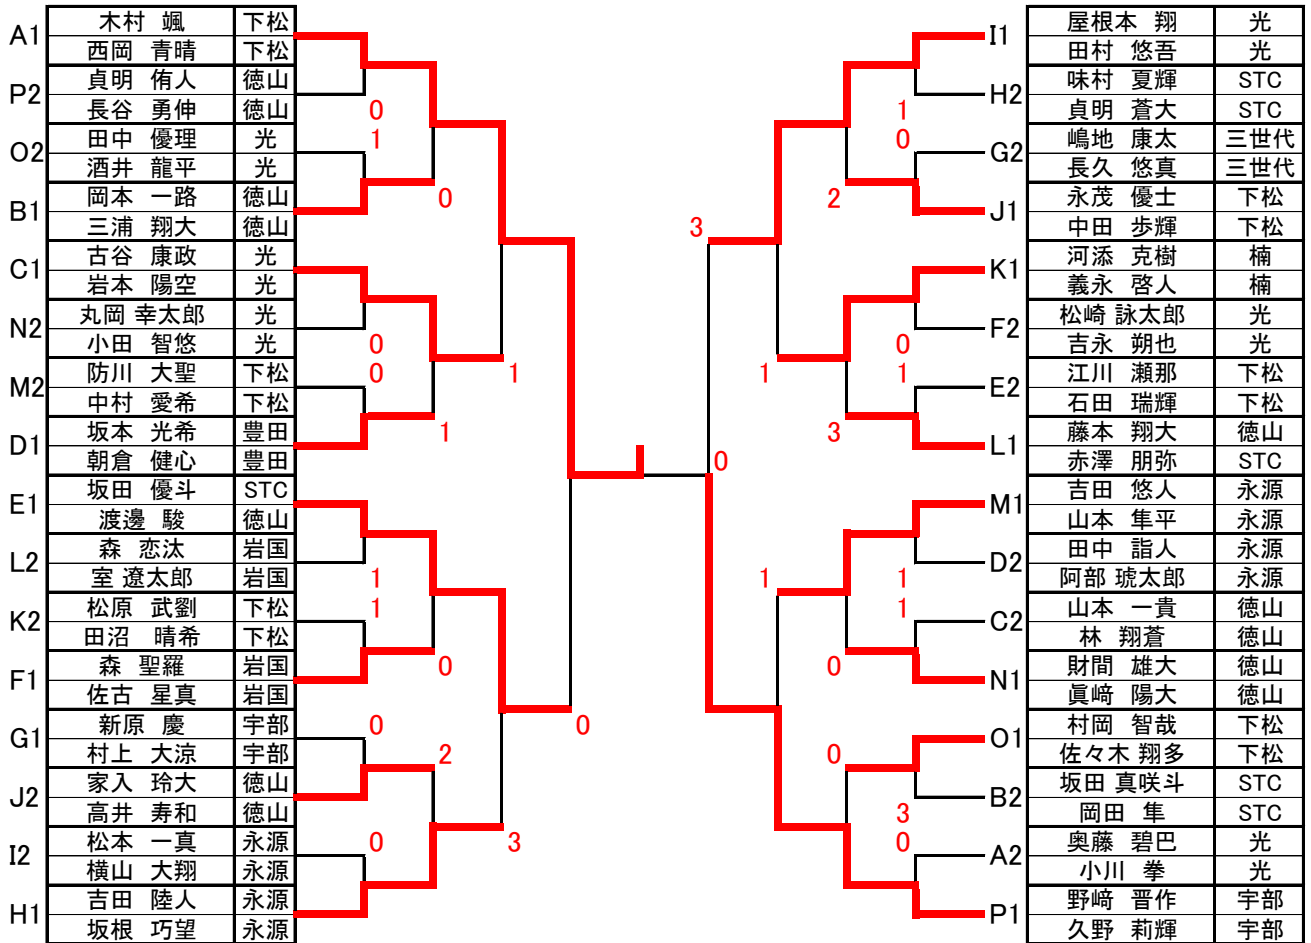 A1 木村 颯 下松
西岡 青晴 下松
P2 貞明 侑人 徳山
長谷 勇伸 徳山
0
O2 田中 優理 光
1
酒井 龍平 光
B1 岡本 一路 徳山
0
三浦 翔大 徳山
C1 古谷 康政 光
岩本 陽空 光
N2 丸岡 幸太郎 光
小田 智悠 光
0
M2 防川 大聖 下松
0
1
中村 愛希 下松
D1 坂本 光希 豊田
1
朝倉 健心 豊田
E1 坂田 優斗 STC
渡邊 駿 徳山
L2 森 恋汰 岩国
室 遼太郎 岩国
1
K2 松原 武劉 下松
1
田沼 晴希 下松
F1 森 聖羅 岩国
0
佐古 星真 岩国
G1 新原 慶 宇部
0
0
村上 大涼 宇部
2
J2 家入 玲大 徳山
高井 寿和 徳山
I2 松本 一真 永源
0
3
横山 大翔 永源
H1 吉田 陸人 永源
坂根 巧望 永源
I1 屋根本 翔 光
田村 悠吾 光
H2 味村 夏輝 STC
貞明 蒼大 STC
1
G2 嶋地 康太 三世代
0
長久 悠真 三世代
J1 永茂 優士 下松
2
中田 歩輝 下松
3
K1 河添 克樹 楠
義永 啓人 楠
F2 松崎 詠太郎 光
吉永 朔也 光
0
E2 江川 瀬那 下松
1
1
石田 瑞輝 下松
L1 藤本 翔大 徳山
3
赤澤 朋弥 STC
0
M1 吉田 悠人 永源
山本 隼平 永源
D2 田中 詣人 永源
阿部 琥太郎 永源
1
1
C2 山本 一貴 徳山
1
林 翔蒼 徳山
N1 財間 雄大 徳山
0
眞﨑 陽大 徳山
O1 村岡 智哉 下松
佐々木 翔多 下松
0
B2 坂田 真咲斗 STC
岡田 隼 STC
3
A2 奥藤 碧巴 光
0
小川 拳 光
P1 野﨑 晋作 宇部
久野 莉輝 宇部